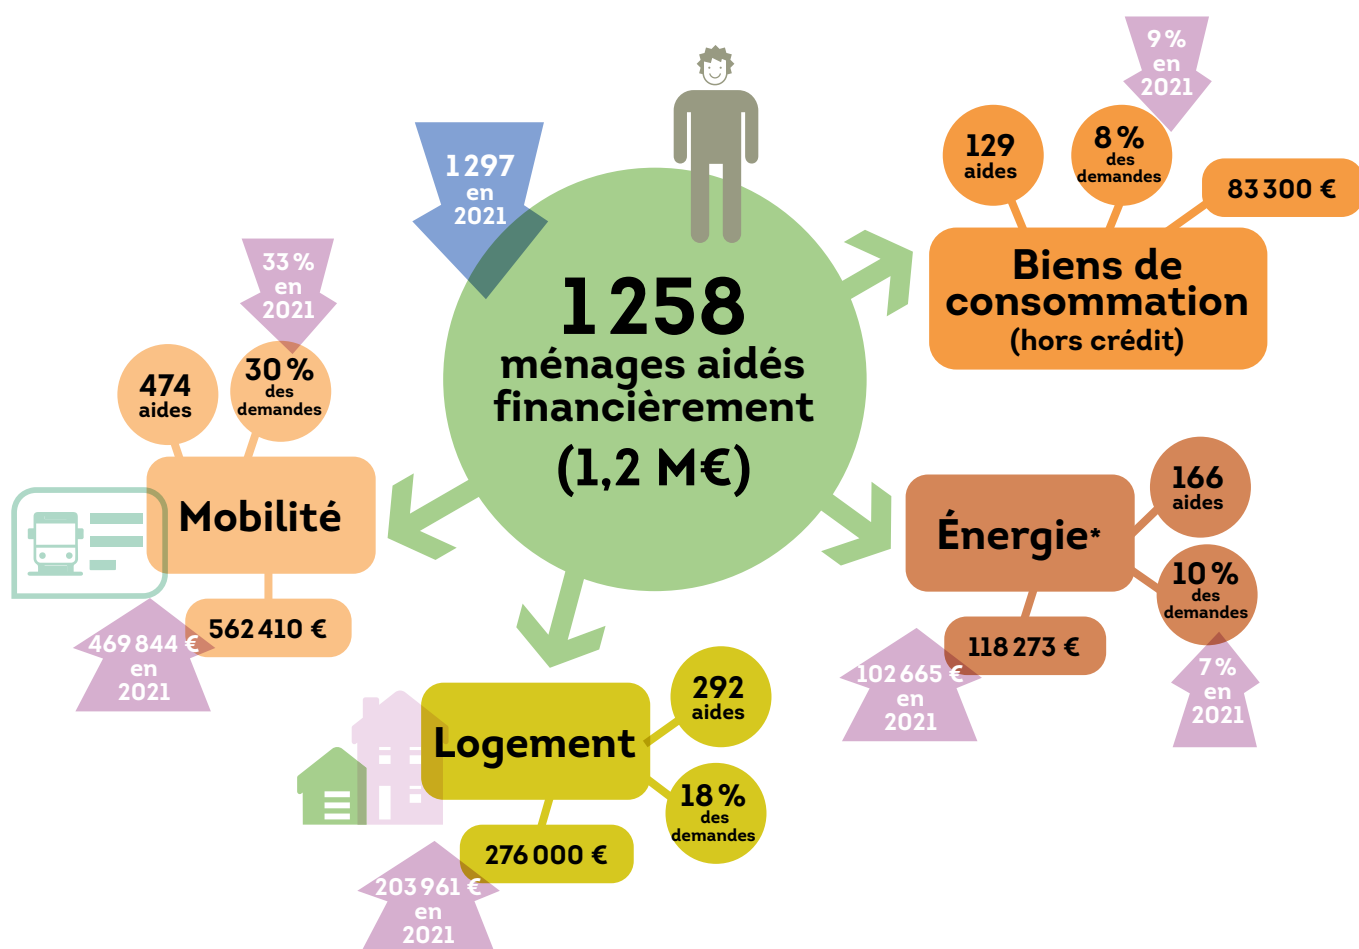 9 %
en
2021
129
aides
8 %
des
demandes
83 300 €
Biens de
consommation
(hors crédit)
1 297
en
2021
1 258
ménages aidés
financièrement
(1,2 M€)
33 %
en
2021
474
aides
30 %
des
demandes
Mobilité
562 410 €
469 844 €
en
2021
Énergie*
166
aides
10 %
des
demandes
118 273 €
102 665 €
en
2021
7 %
en
2021
Logement
292
aides
18 %
des
demandes
276 000 €
203 961 €
en
2021